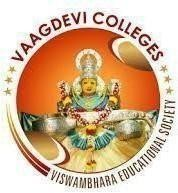 VAAGDEVI COLLEGES
VISWAMBHARA EDUCATIONAL SOCIETY